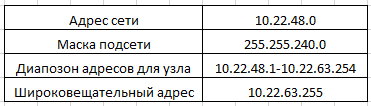 Адрес сети 10.22.48.0
Маска подсети 255.255.240.0
Диапазон адресов для узла 10.22.48.1-10.22.63.254
Широковещательный адрес 10.22.63.255